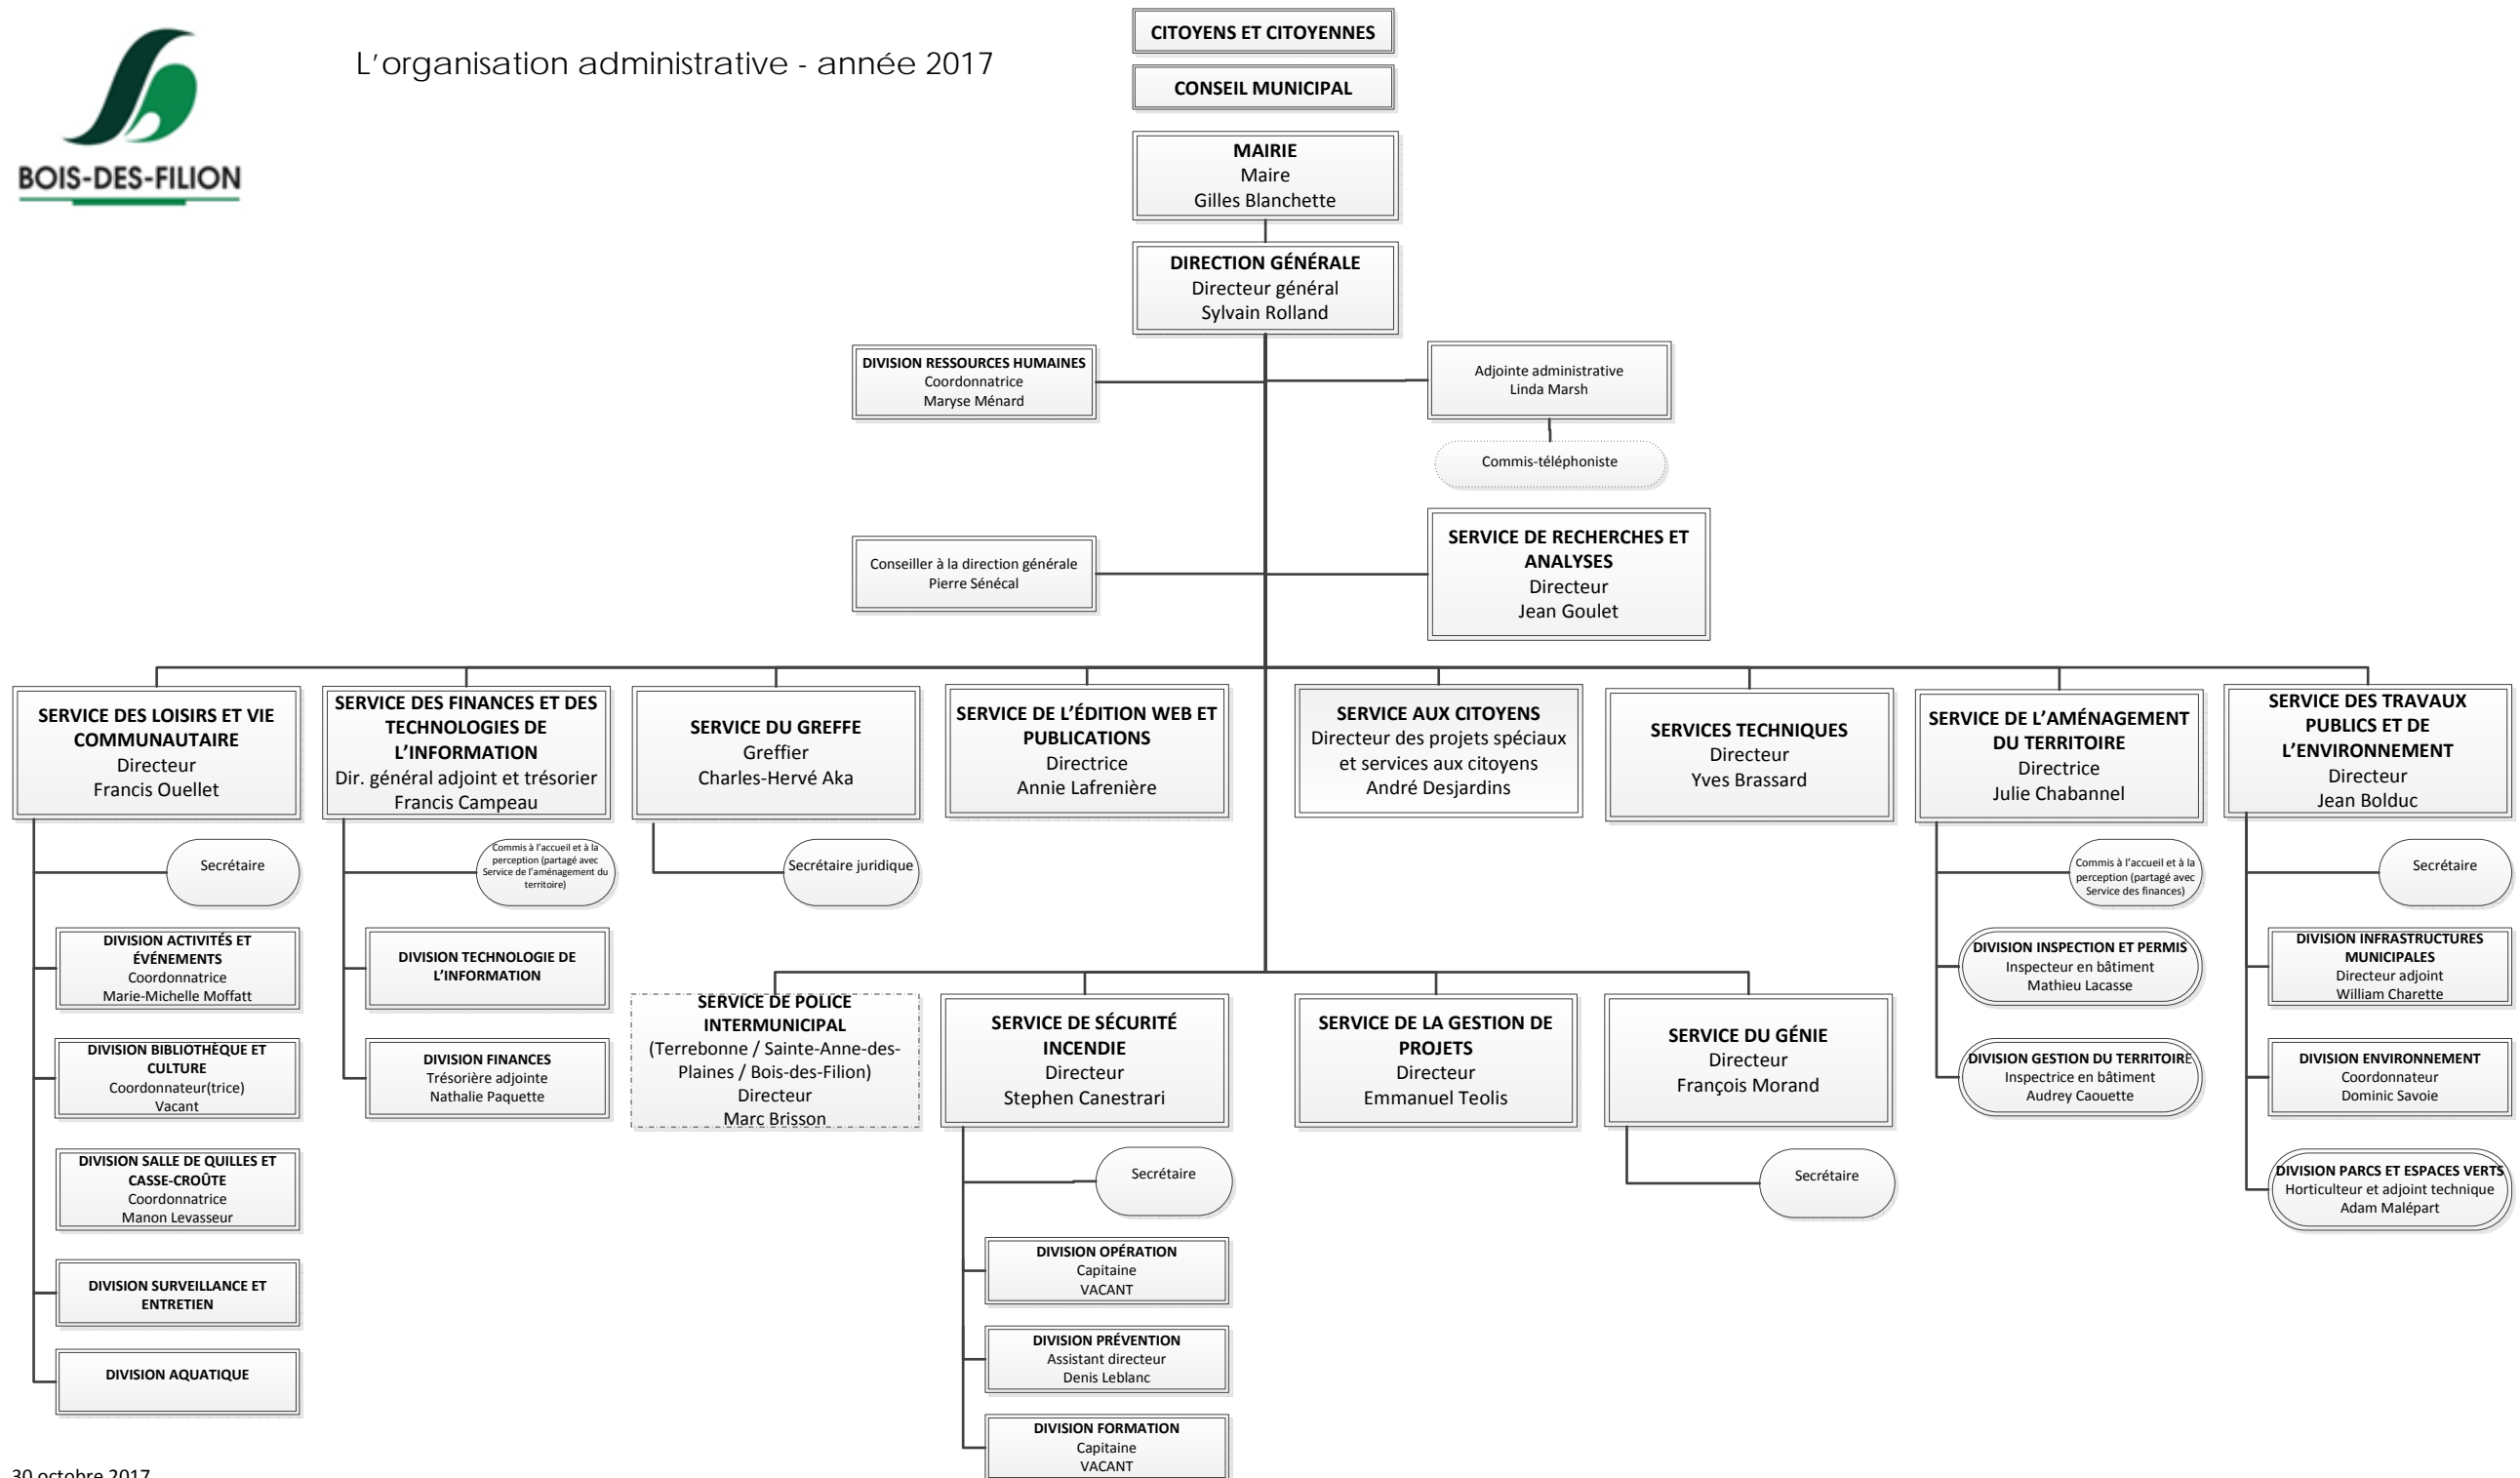 BOIS-DES-FILION
L'organisation administrative - année 2017
CITOYENS ET CITOYENNES
CONSEIL MUNICIPAL
MAIRIE
Maire
Gilles Blanchette
DIRECTION GÉNÉRALE
Directeur général
Sylvain Rolland
DIVISION RESSOURCES HUMAINES
Coordonnatrice
Maryse Ménard
Adjointe administrative
Linda Marsh
Commis-téléphoniste
Conseiller à la direction générale
Pierre Sénécal
SERVICE DE RECHERCHES ET
ANALYSES
Directeur
Jean Goulet
SERVICE DES LOISIRS ET VIE
COMMUNAUTAIRE
Directeur
Francis Ouellet
SERVICE DES FINANCES ET DES
TECHNOLOGIES DE
L'INFORMATION
Dir. général adjoint et trésorier
Francis Campeau
SERVICE DU GREFFE
Greffier
Charles-Hervé Aka
SERVICE DE L'ÉDITION WEB ET
PUBLICATIONS
Directrice
Annie Lafrenière
SERVICE AUX CITOYENS
Directeur des projets spéciaux
et services aux citoyens
André Desjardins
SERVICES TECHNIQUES
Directeur
Yves Brassard
SERVICE DE L'AMÉNAGEMENT
DU TERRITOIRE
Directrice
Julie Chabannel
SERVICE DES TRAVAUX
PUBLICS ET DE
L'ENVIRONNEMENT
Directeur
Jean Bolduc
Secrétaire
DIVISION ACTIVITÉS ET
ÉVÉNEMENTS
Coordonnatrice
Marie-Michelle Moffatt
DIVISION BIBLIOTHÈQUE ET
CULTURE
Coordonnateur(trice)
Vacant
DIVISION SALLE DE QUILLES ET
CASSE-CROÛTE
Coordonnatrice
Manon Levasseur
DIVISION SURVEILLANCE ET
ENTRETIEN
DIVISION AQUATIQUE
Commis à l'accueil et à la
perception (partagé avec
Service de l'aménagement du
territoire)
DIVISION TECHNOLOGIE DE
L'INFORMATION
DIVISION FINANCES
Trésorière adjointe
Nathalie Paquette
Secrétaire juridique
SERVICE DE POLICE
INTERMUNICIPAL
(Terrebonne / Sainte-Anne-des-
Plaines / Bois-des-Filion)
Directeur
Marc Brisson
SERVICE DE SÉCURITÉ
INCENDIE
Directeur
Stephen Canestrari
Secrétaire
DIVISION OPÉRATION
Capitaine
VACANT
DIVISION PRÉVENTION
Assistant directeur
Denis Leblanc
DIVISION FORMATION
Capitaine
VACANT
SERVICE DE LA GESTION DE
PROJETS
Directeur
Emmanuel Teolis
SERVICE DU GÉNIE
Directeur
François Morand
Secrétaire
Commis à l'accueil et à la
perception (partagé avec
Service des finances)
DIVISION INSPECTION ET PERMIS
Inspecteur en bâtiment
Mathieu Lacasse
DIVISION GESTION DU TERRITOIRE
Inspectrice en bâtiment
Audrey Caouette
Secrétaire
DIVISION INFRASTRUCTURES
MUNICIPALES
Directeur adjoint
William Charette
DIVISION ENVIRONNEMENT
Coordonnateur
Dominic Savoie
DIVISION PARCS ET ESPACES VERTS
Horticulteur et adjoint technique
Adam Malépart
30 octobre 2017